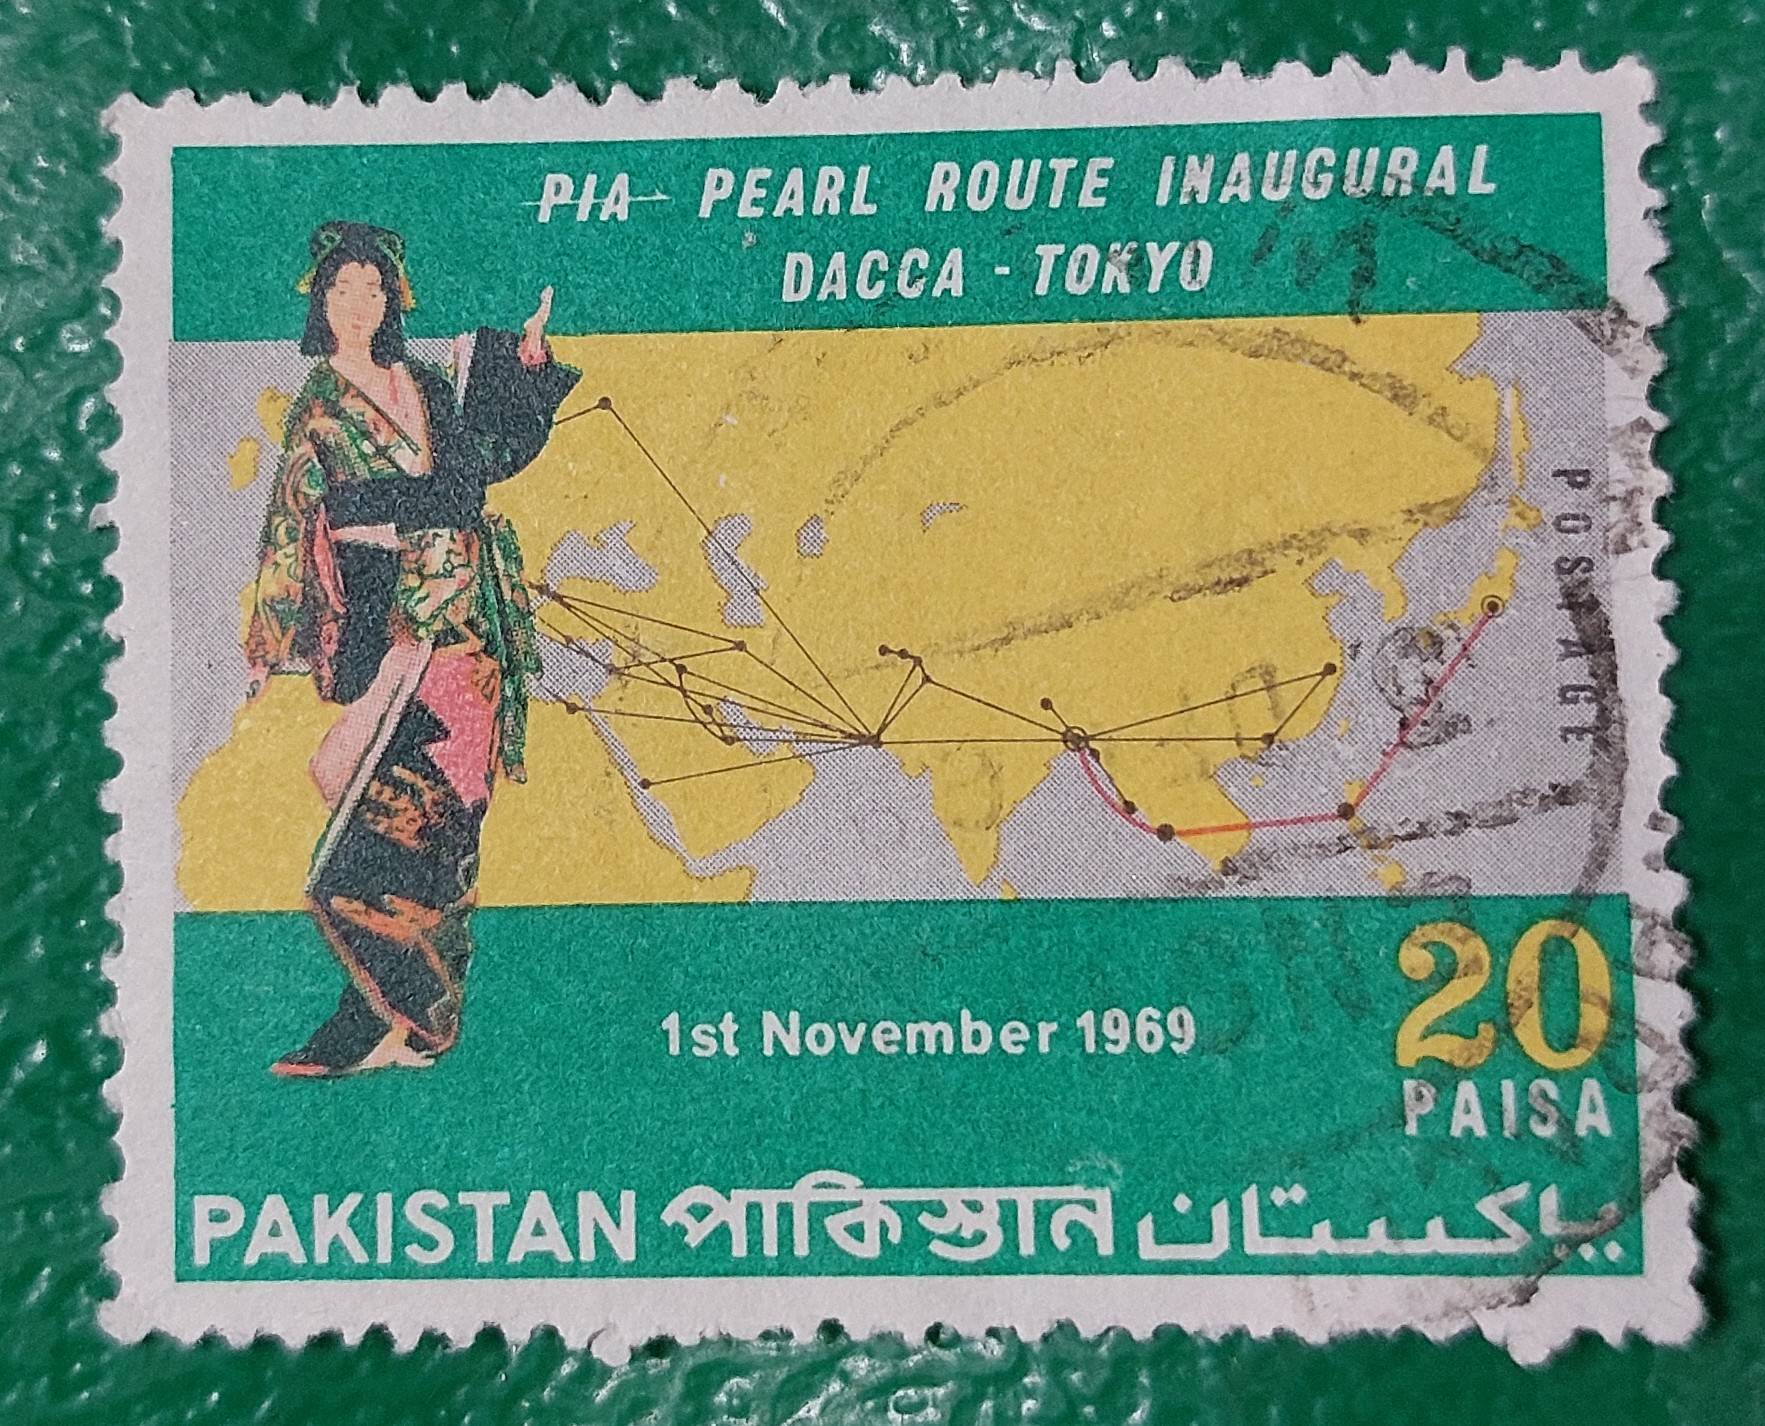 PIA PEARL ROUTE INAUGURAL
DACCA - TOKYO
POSTAGE
1st November 1969
20
PAISA
PAKISTAN পাকিস্তান پاکستان